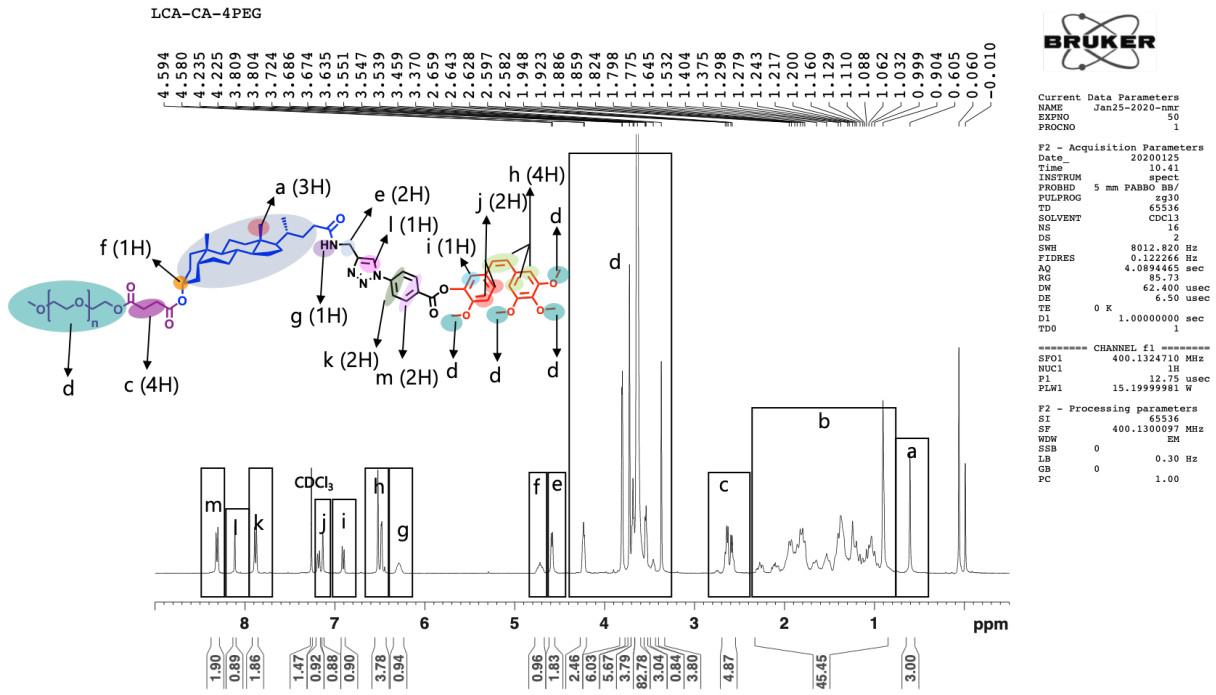 LCA-CA-4PEG
4.594
4.580
4.235
4.225
3.809
3.804
3.724
3.686
3.674
3.635
3.551
3.547
3.539
3.459
3.370
2.659
2.643
2.628
2.597
2.582
1.948
1.923
1.886
1.859
1.824
1.798
1.775
1.645
1.532
1.404
1.375
1.298
1.279
1.243
1.217
1.200
1.160
1.129
1.110
1.088
1.062
1.032
0.999
0.904
0.605
0.060
-0.010
BRUKER
Current Data Parameters
NAME Jan25-2020-nmr
EXPNO 50
PROCNO 1
F2 - Acquisition Parameters
Date_ 20200125
Time 10.41
INSTRUM spect
PROBHD 5 mm PABBO BB/
PULPROG zg30
TD 65536
SOLVENT CDCl3
NS 16
DS 2
SWH 8012.820 Hz
FIDRES 0.122266 Hz
AQ 4.0894465 sec
RG 85.73
DW 62.400 usec
DE 6.50 usec
TE 0 K
D1 1.00000000 sec
TD0 1
======== CHANNEL f1 ========
SFO1 400.1324710 MHz
NUC1 1H
P1 12.75 usec
PLW1 15.19999981 W
F2 - Processing parameters
SI 65536
SF 400.1300097 MHz
WDW EM
SSB 0
LB 0.30 Hz
GB 0
PC 1.00
a (3H)
e (2H)
l (1H)
h (4H)
j (2H)
i (1H)
d
f (1H)
g (1H)
k (2H)
m (2H)
d
d
d
d
c (4H)
O
O
n
O
O
O
O
O
HN
N
N
N
O
O
O
O
O
O
d
m
l
k
CDCl₃
j
i
h
g
f
e
c
b
a
8 7 6 5 4 3 2 1 ppm
1.90
0.89
1.86
1.47
0.92
0.88
0.90
3.78
0.94
0.96
1.83
2.46
6.03
5.67
3.79
82.78
3.04
0.84
3.80
4.87
45.45
3.00